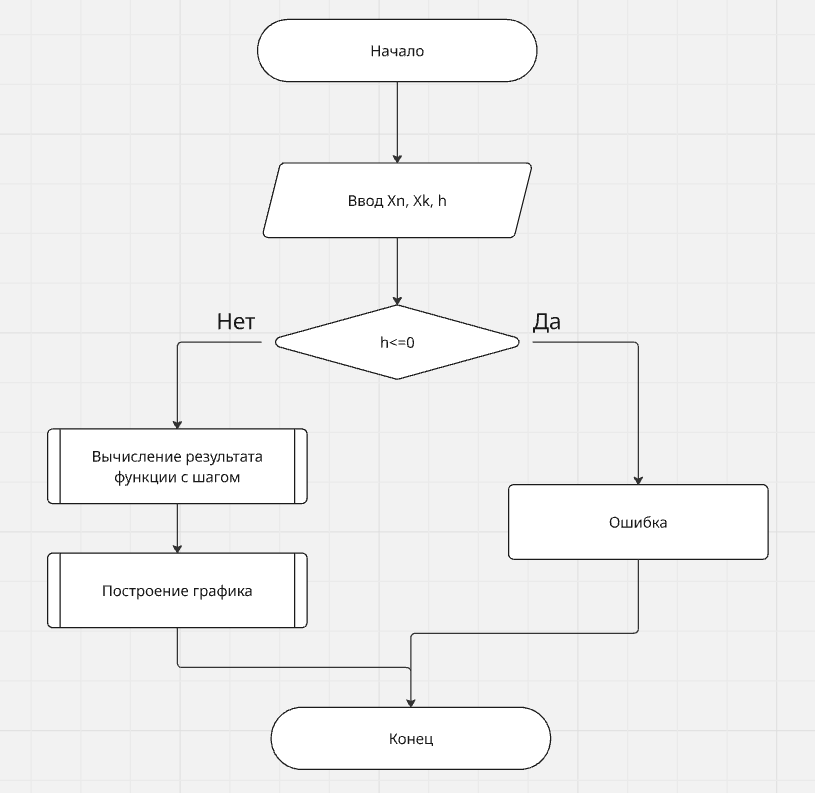 Начало
Ввод Xn, Xk, h
Нет
Да
h<=0
Вычисление результата
функции с шагом
Ошибка
Построение графика
Конец